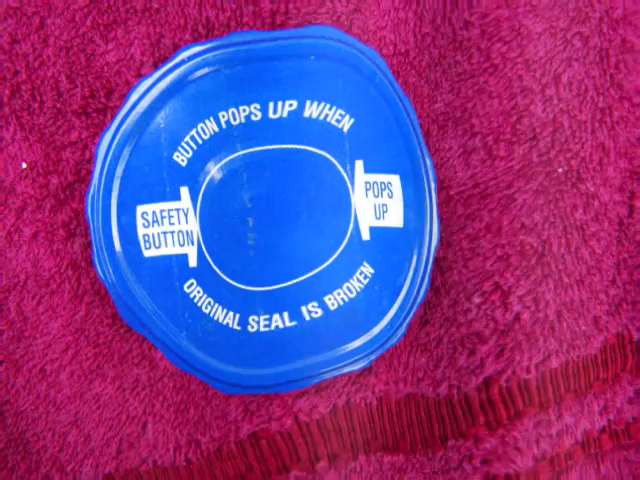 BUTTON POPS UP WHEN
SAFETY
BUTTON
POPS
UP
ORIGINAL SEAL IS BROKEN